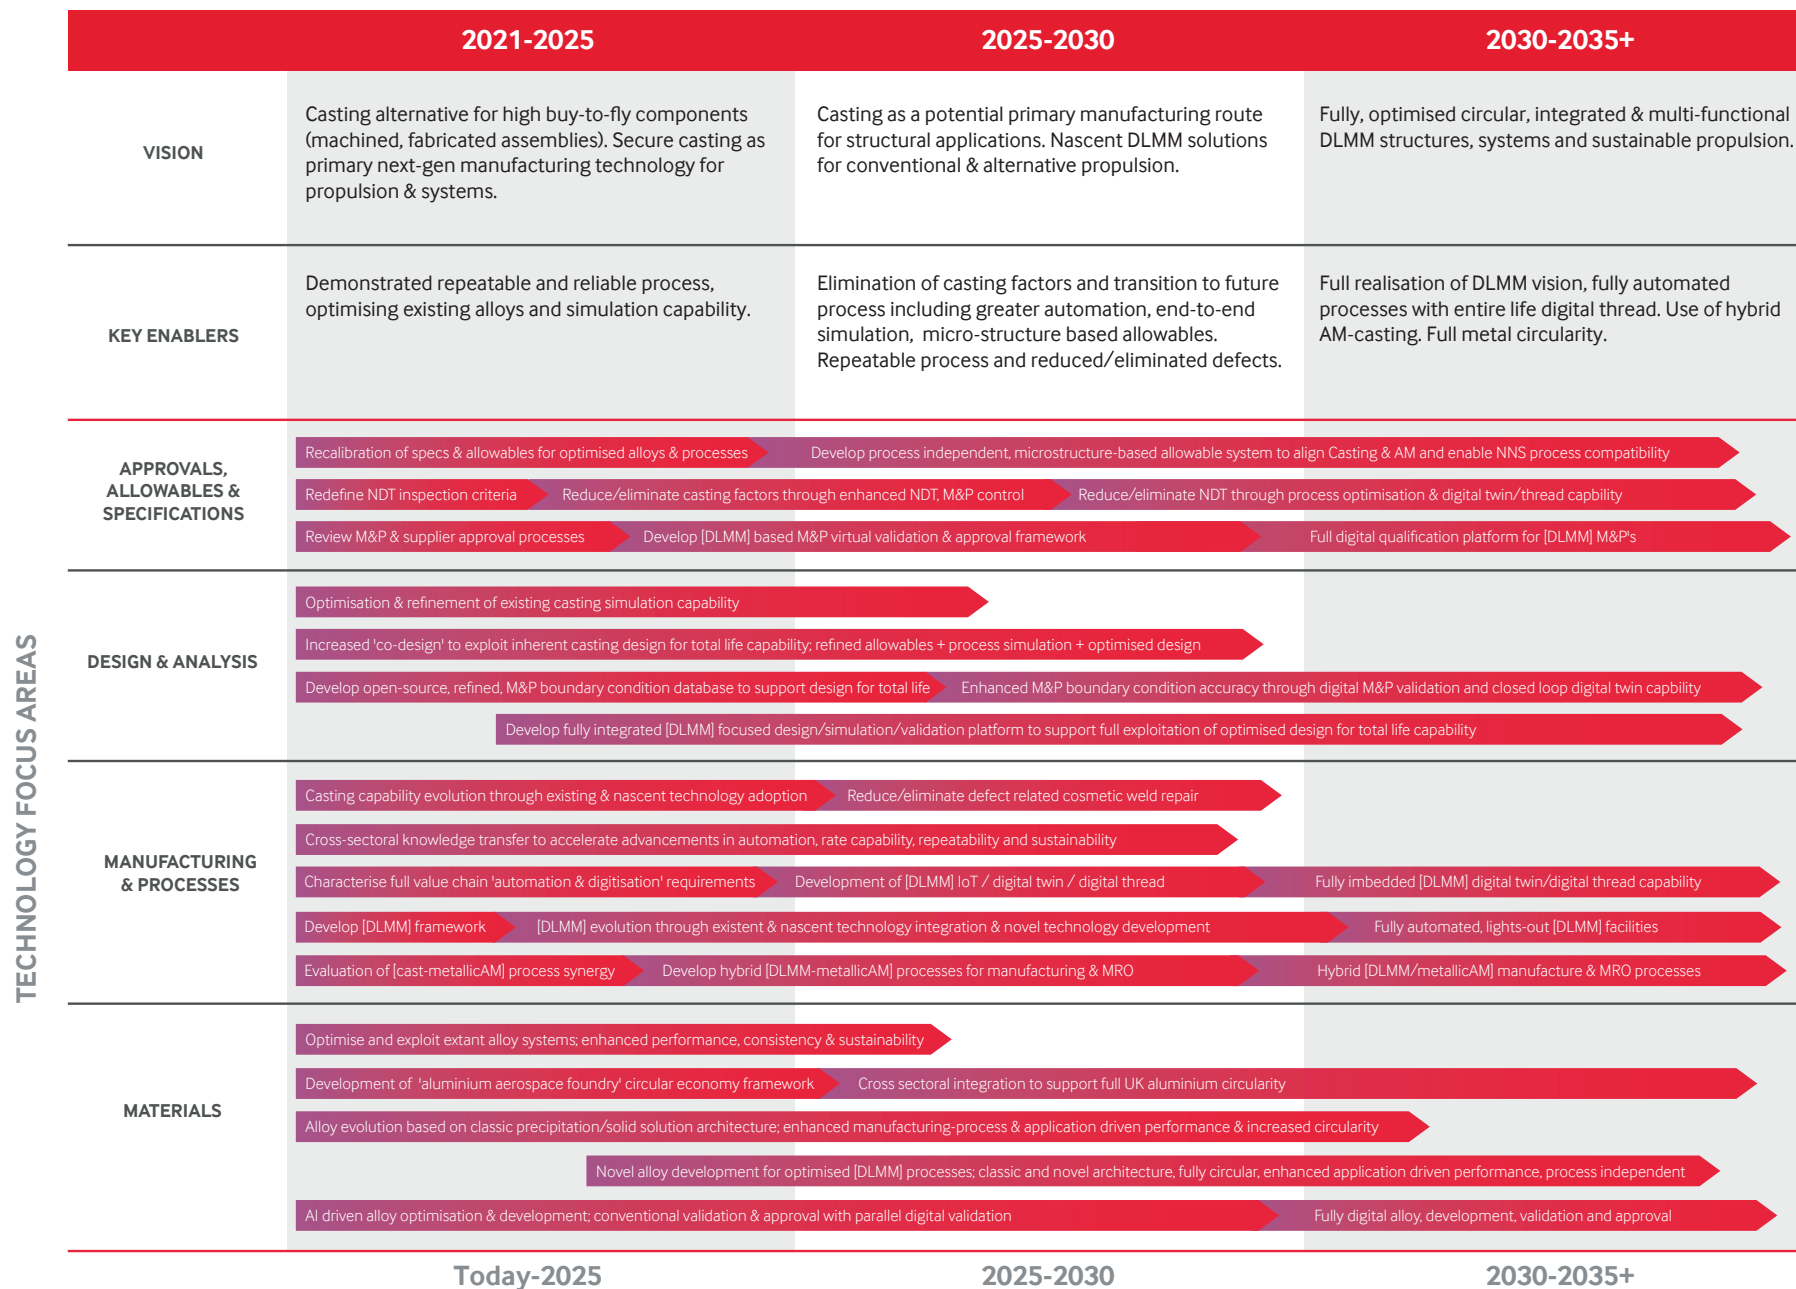 2021-2025
2025-2030
2030-2035+
VISION
Casting alternative for high buy-to-fly components
(machined, fabricated assemblies). Secure casting as
primary next-gen manufacturing technology for
propulsion & systems.
Casting as a potential primary manufacturing route
for structural applications. Nascent DLMM solutions
for conventional & alternative propulsion.
Fully, optimised circular, integrated & multi-functional
DLMM structures, systems and sustainable propulsion.
KEY ENABLERS
Demonstrated repeatable and reliable process,
optimising existing alloys and simulation capability.
Elimination of casting factors and transition to future
process including greater automation, end-to-end
simulation, micro-structure based allowables.
Repeatable process and reduced/eliminated defects.
Full realisation of DLMM vision, fully automated
processes with entire life digital thread. Use of hybrid
AM-casting. Full metal circularity.
TECHNOLOGY FOCUS AREAS
APPROVALS,
ALLOWABLES &
SPECIFICATIONS
Recalibration of specs & allowables for optimised alloys & processes
Develop process independent, microstructure-based allowable system to align Casting & AM and enable NNS process compatibility
Redefine NDT inspection criteria
Reduce/eliminate casting factors through enhanced NDT, M&P control
Reduce/eliminate NDT through process optimisation & digital twin/thread capbility
Review M&P & supplier approval processes
Develop [DLMM] based M&P virtual validation & approval framework
Full digital qualification platform for [DLMM] M&P's
DESIGN & ANALYSIS
Optimisation & refinement of existing casting simulation capability
Increased 'co-design' to exploit inherent casting design for total life capability; refined allowables + process simulation + optimised design
Develop open-source, refined, M&P boundary condition database to support design for total life
Enhanced M&P boundary condition accuracy through digital M&P validation and closed loop digital twin capbility
Develop fully integrated [DLMM] focused design/simulation/validation platform to support full exploitation of optimised design for total life capability
MANUFACTURING
& PROCESSES
Casting capability evolution through existing & nascent technology adoption
Reduce/eliminate defect related cosmetic weld repair
Cross-sectoral knowledge transfer to accelerate advancements in automation, rate capability, repeatability and sustainability
Characterise full value chain 'automation & digitisation' requirements
Development of [DLMM] IoT / digital twin / digital thread
Fully imbedded [DLMM] digital twin/digital thread capability
Develop [DLMM] framework
[DLMM] evolution through existent & nascent technology integration & novel technology development
Fully automated, lights-out [DLMM] facilities
Evaluation of [cast-metallicAM] process synergy
Develop hybrid [DLMM-metallicAM] processes for manufacturing & MRO
Hybrid [DLMM/metallicAM] manufacture & MRO processes
MATERIALS
Optimise and exploit extant alloy systems; enhanced performance, consistency & sustainability
Development of 'aluminium aerospace foundry' circular economy framework
Cross sectoral integration to support full UK aluminium circularity
Alloy evolution based on classic precipitation/solid solution architecture; enhanced manufacturing-process & application driven performance & increased circularity
Novel alloy development for optimised [DLMM] processes; classic and novel architecture, fully circular, enhanced application driven performance, process independent
AI driven alloy optimisation & development; conventional validation & approval with parallel digital validation
Fully digital alloy, development, validation and approval
Today-2025
2025-2030
2030-2035+